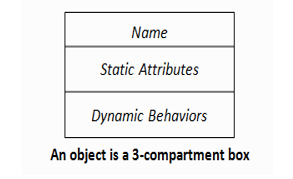 Name
Static Attributes
Dynamic Behaviors
An object is a 3-compartment box